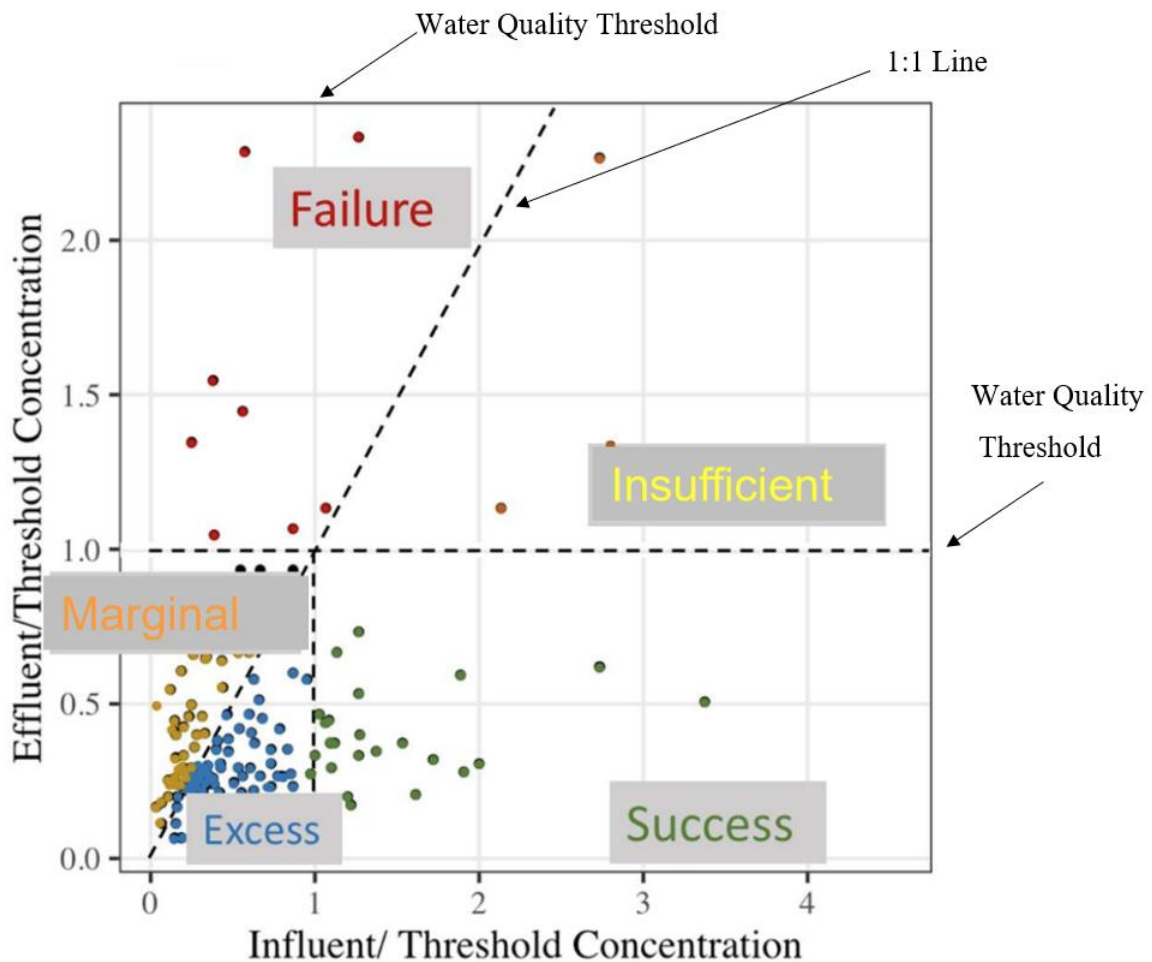 Water Quality Threshold
1:1 Line
Failure
2.0
Effluent/Threshold Concentration
1.5
Water Quality
Threshold
Insufficient
1.0
Marginal
0.5
Excess
Success
0.0
0 1 2 3 4
Influent/ Threshold Concentration